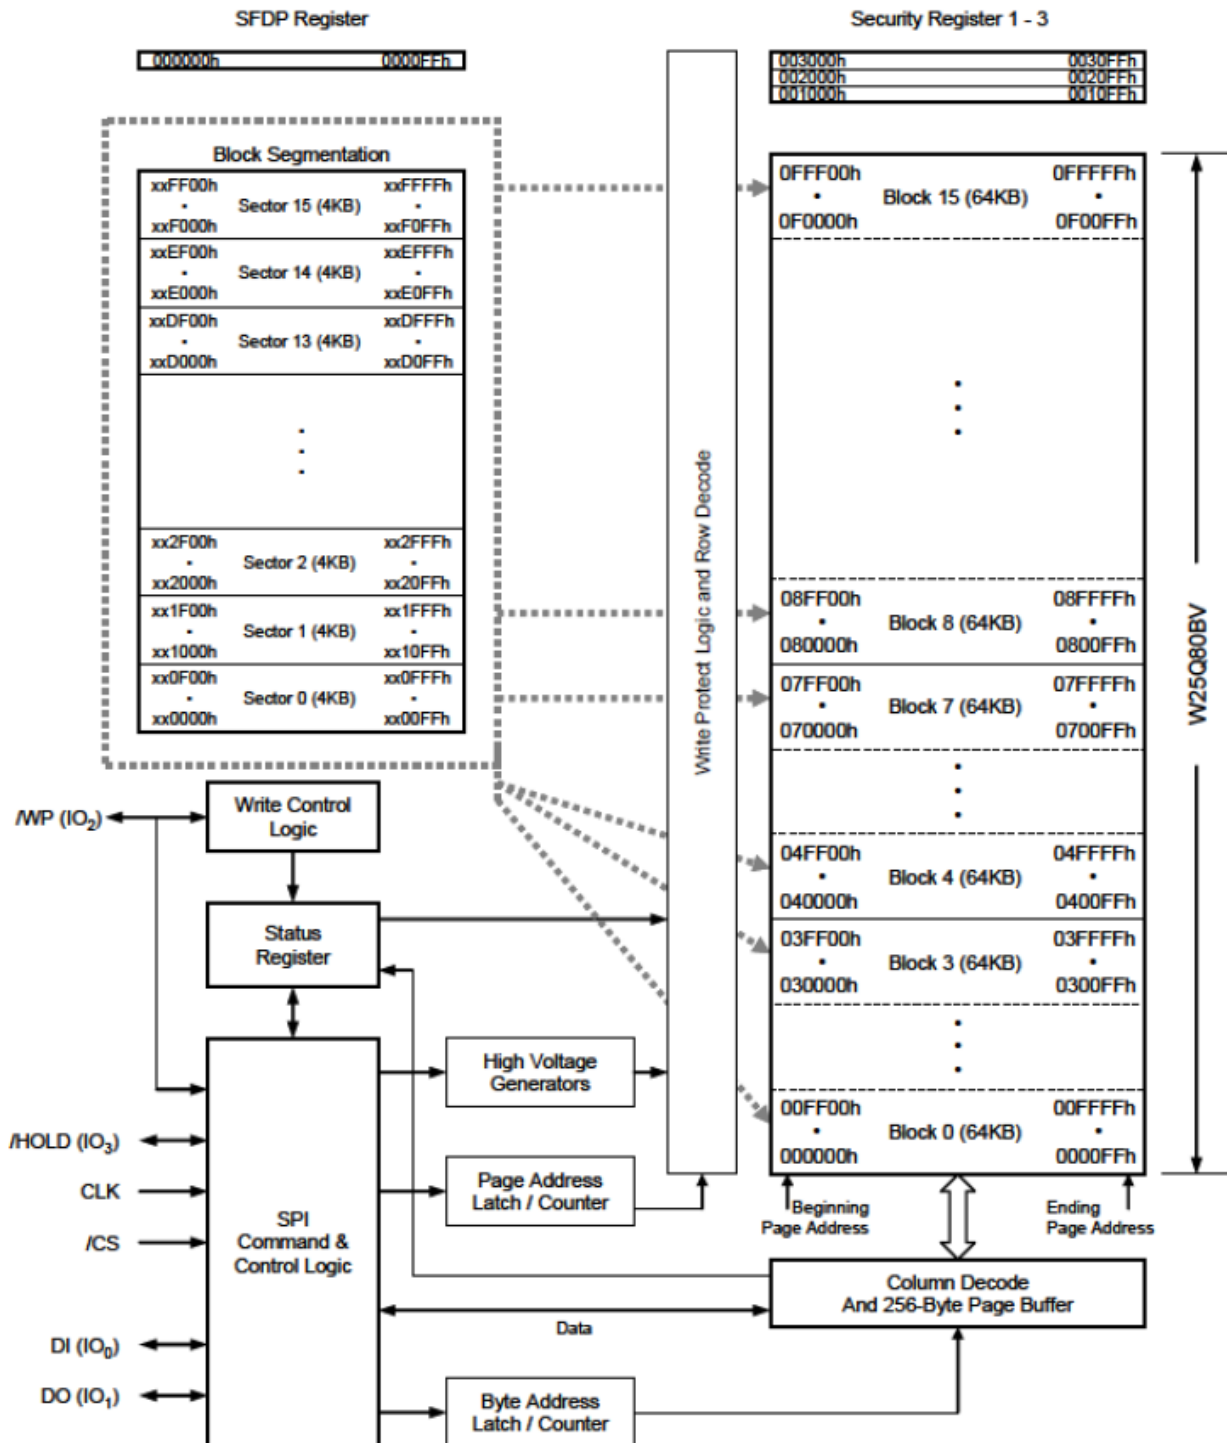 SFDP Register
000000h 0000FFh
Security Register 1 - 3
003000h 0030FFh
002000h 0020FFh
001000h 0010FFh
Block Segmentation
xxFF00h xxFFFFh
Sector 15 (4KB)
xxF000h xxF0FFh
xxEF00h xxEFFFh
Sector 14 (4KB)
xxE000h xxE0FFh
xxDF00h xxDFFFh
Sector 13 (4KB)
xxD000h xxD0FFh
xx2F00h xx2FFFh
Sector 2 (4KB)
xx2000h xx20FFh
xx1F00h xx1FFFh
Sector 1 (4KB)
xx1000h xx10FFh
xx0F00h xx0FFFh
Sector 0 (4KB)
xx0000h xx00FFh
Write Protect Logic and Row Decode
0FFF00h 0FFFFFh
Block 15 (64KB)
0F0000h 0F00FFh
08FF00h 08FFFFh
Block 8 (64KB)
080000h 0800FFh
07FF00h 07FFFFh
Block 7 (64KB)
070000h 0700FFh
04FF00h 04FFFFh
Block 4 (64KB)
040000h 0400FFh
03FF00h 03FFFFh
Block 3 (64KB)
030000h 0300FFh
00FF00h 00FFFFh
Block 0 (64KB)
000000h 0000FFh
W25Q80BV
Beginning
Page Address
Ending
Page Address
/WP (IO₂)
Write Control
Logic
Status
Register
High Voltage
Generators
/HOLD (IO₃)
CLK
/CS
DI (IO₀)
DO (IO₁)
SPI
Command &
Control Logic
Page Address
Latch / Counter
Column Decode
And 256-Byte Page Buffer
Data
Byte Address
Latch / Counter